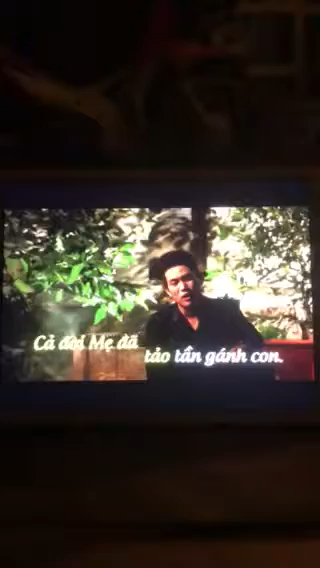 Cả đời Mẹ đã
tảo tần gánh con.